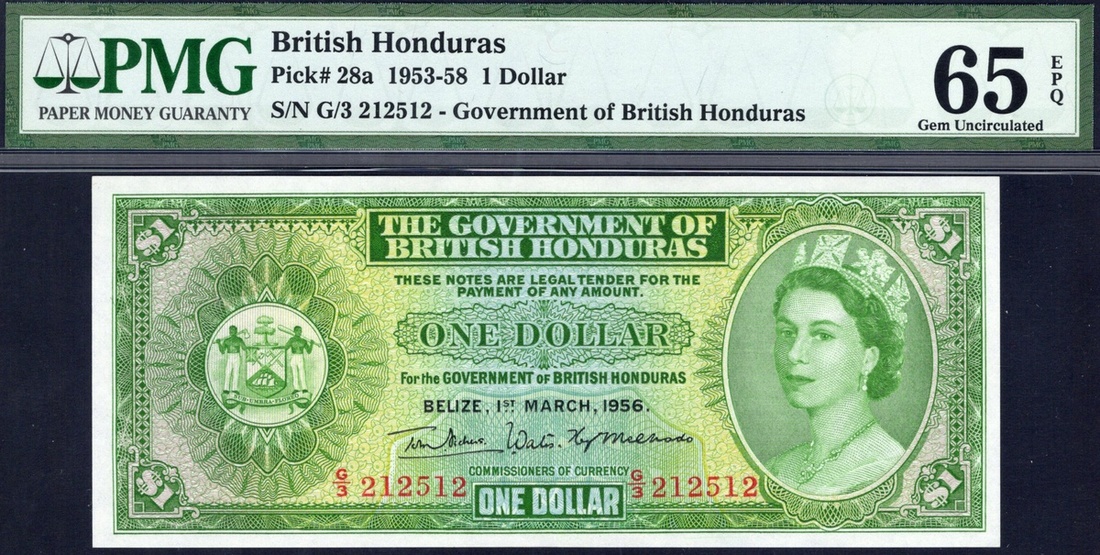 PMG
PAPER MONEY GUARANTY
British Honduras
Pick# 28a 1953-58 1 Dollar
S/N G/3 212512 - Government of British Honduras
65
EPQ
Gem Uncirculated
$1
$1
THE GOVERNMENT OF
BRITISH HONDURAS
THESE NOTES ARE LEGAL TENDER FOR THE
PAYMENT OF ANY AMOUNT.
ONE DOLLAR
For the GOVERNMENT OF BRITISH HONDURAS
BELIZE, 1ST MARCH, 1956.
SUB·UMBRA·FLOREO
COMMISSIONERS OF CURRENCY
G/3 212512
G/3 212512
ONE DOLLAR
$1
$1